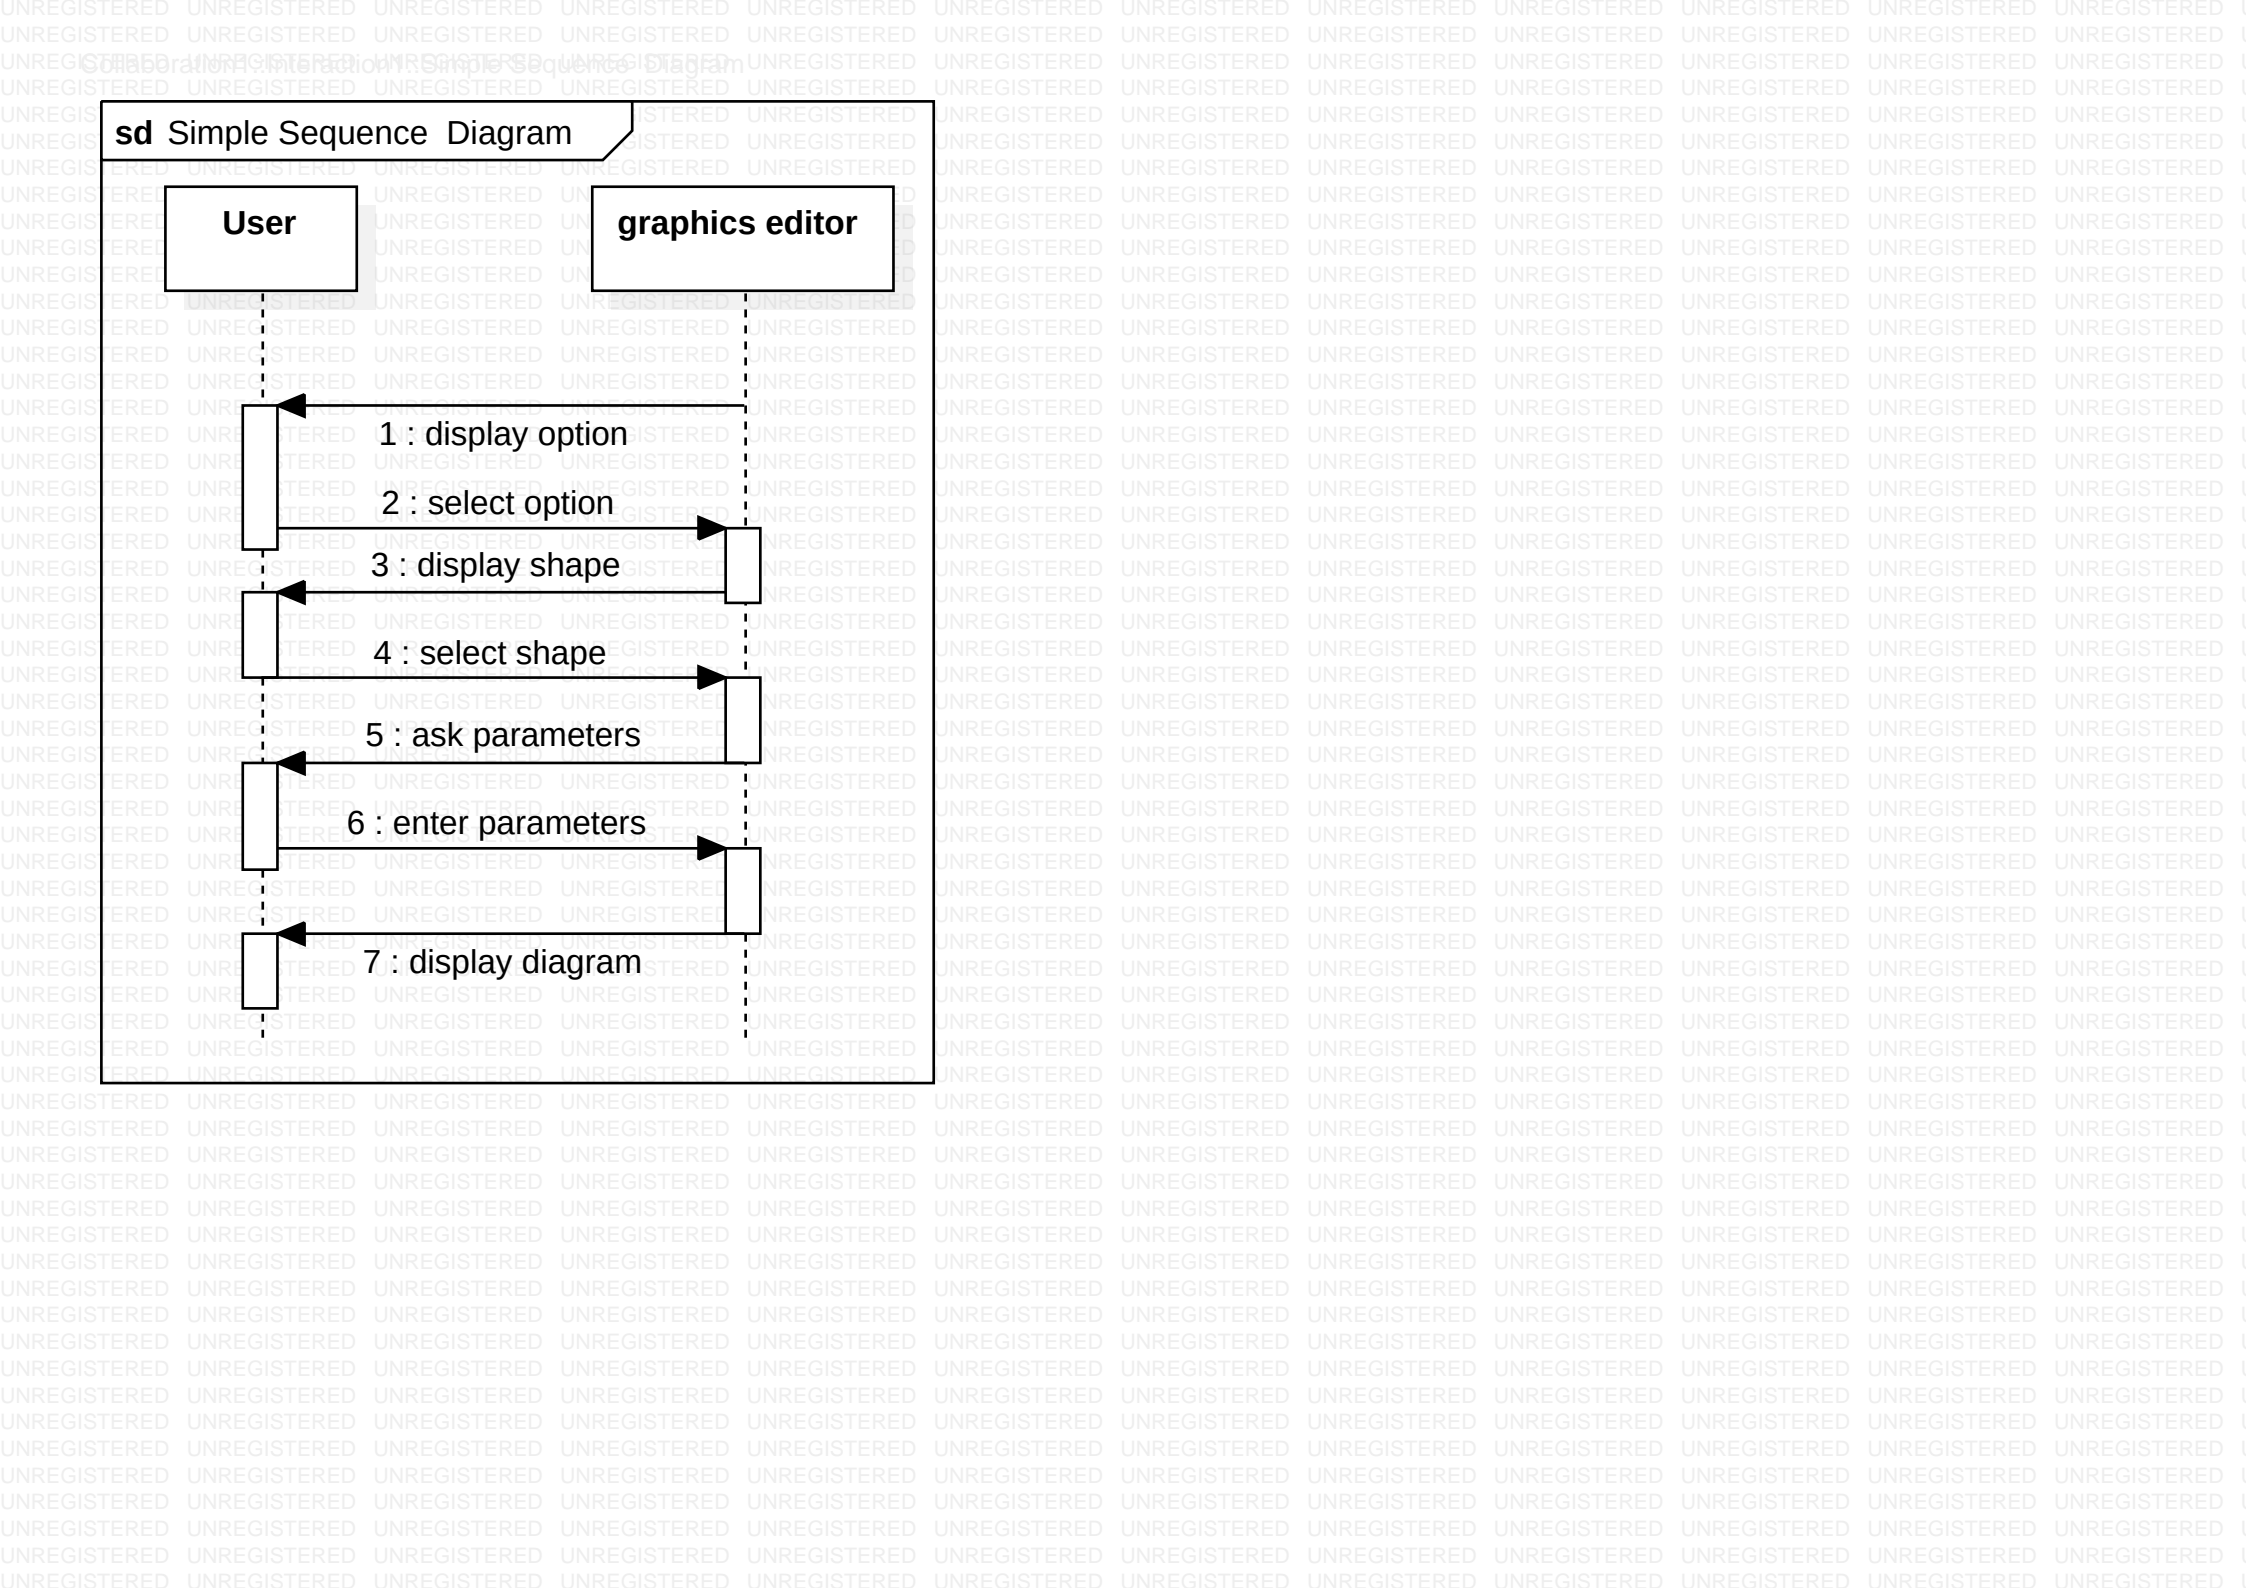 Collaboration1::Interaction1::Simple Sequence  Diagram
sd Simple Sequence  Diagram
User
graphics editor
1 : display option
2 : select option
3 : display shape
4 : select shape
5 : ask parameters
6 : enter parameters
7 : display diagram
UNREGISTERED